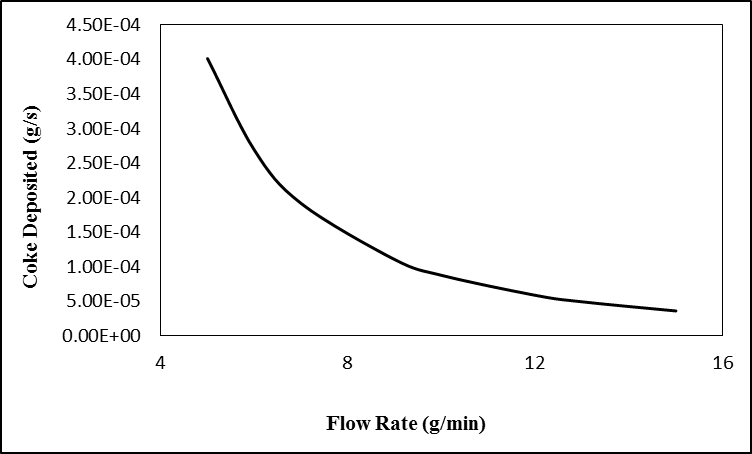 4.50E-04
4.00E-04
3.50E-04
3.00E-04
2.50E-04
2.00E-04
1.50E-04
1.00E-04
5.00E-05
0.00E+00
Coke Deposited (g/s)
4 8 12 16
Flow Rate (g/min)